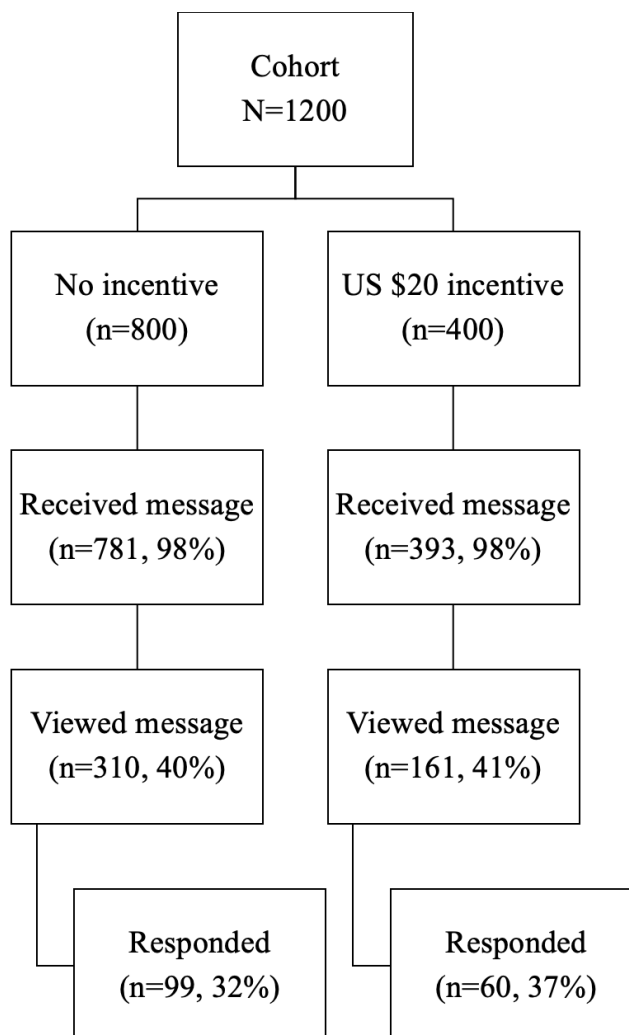 Cohort
N=1200
No incentive
(n=800)
US $20 incentive
(n=400)
Received message
(n=781, 98%)
Received message
(n=393, 98%)
Viewed message
(n=310, 40%)
Viewed message
(n=161, 41%)
Responded
(n=99, 32%)
Responded
(n=60, 37%)